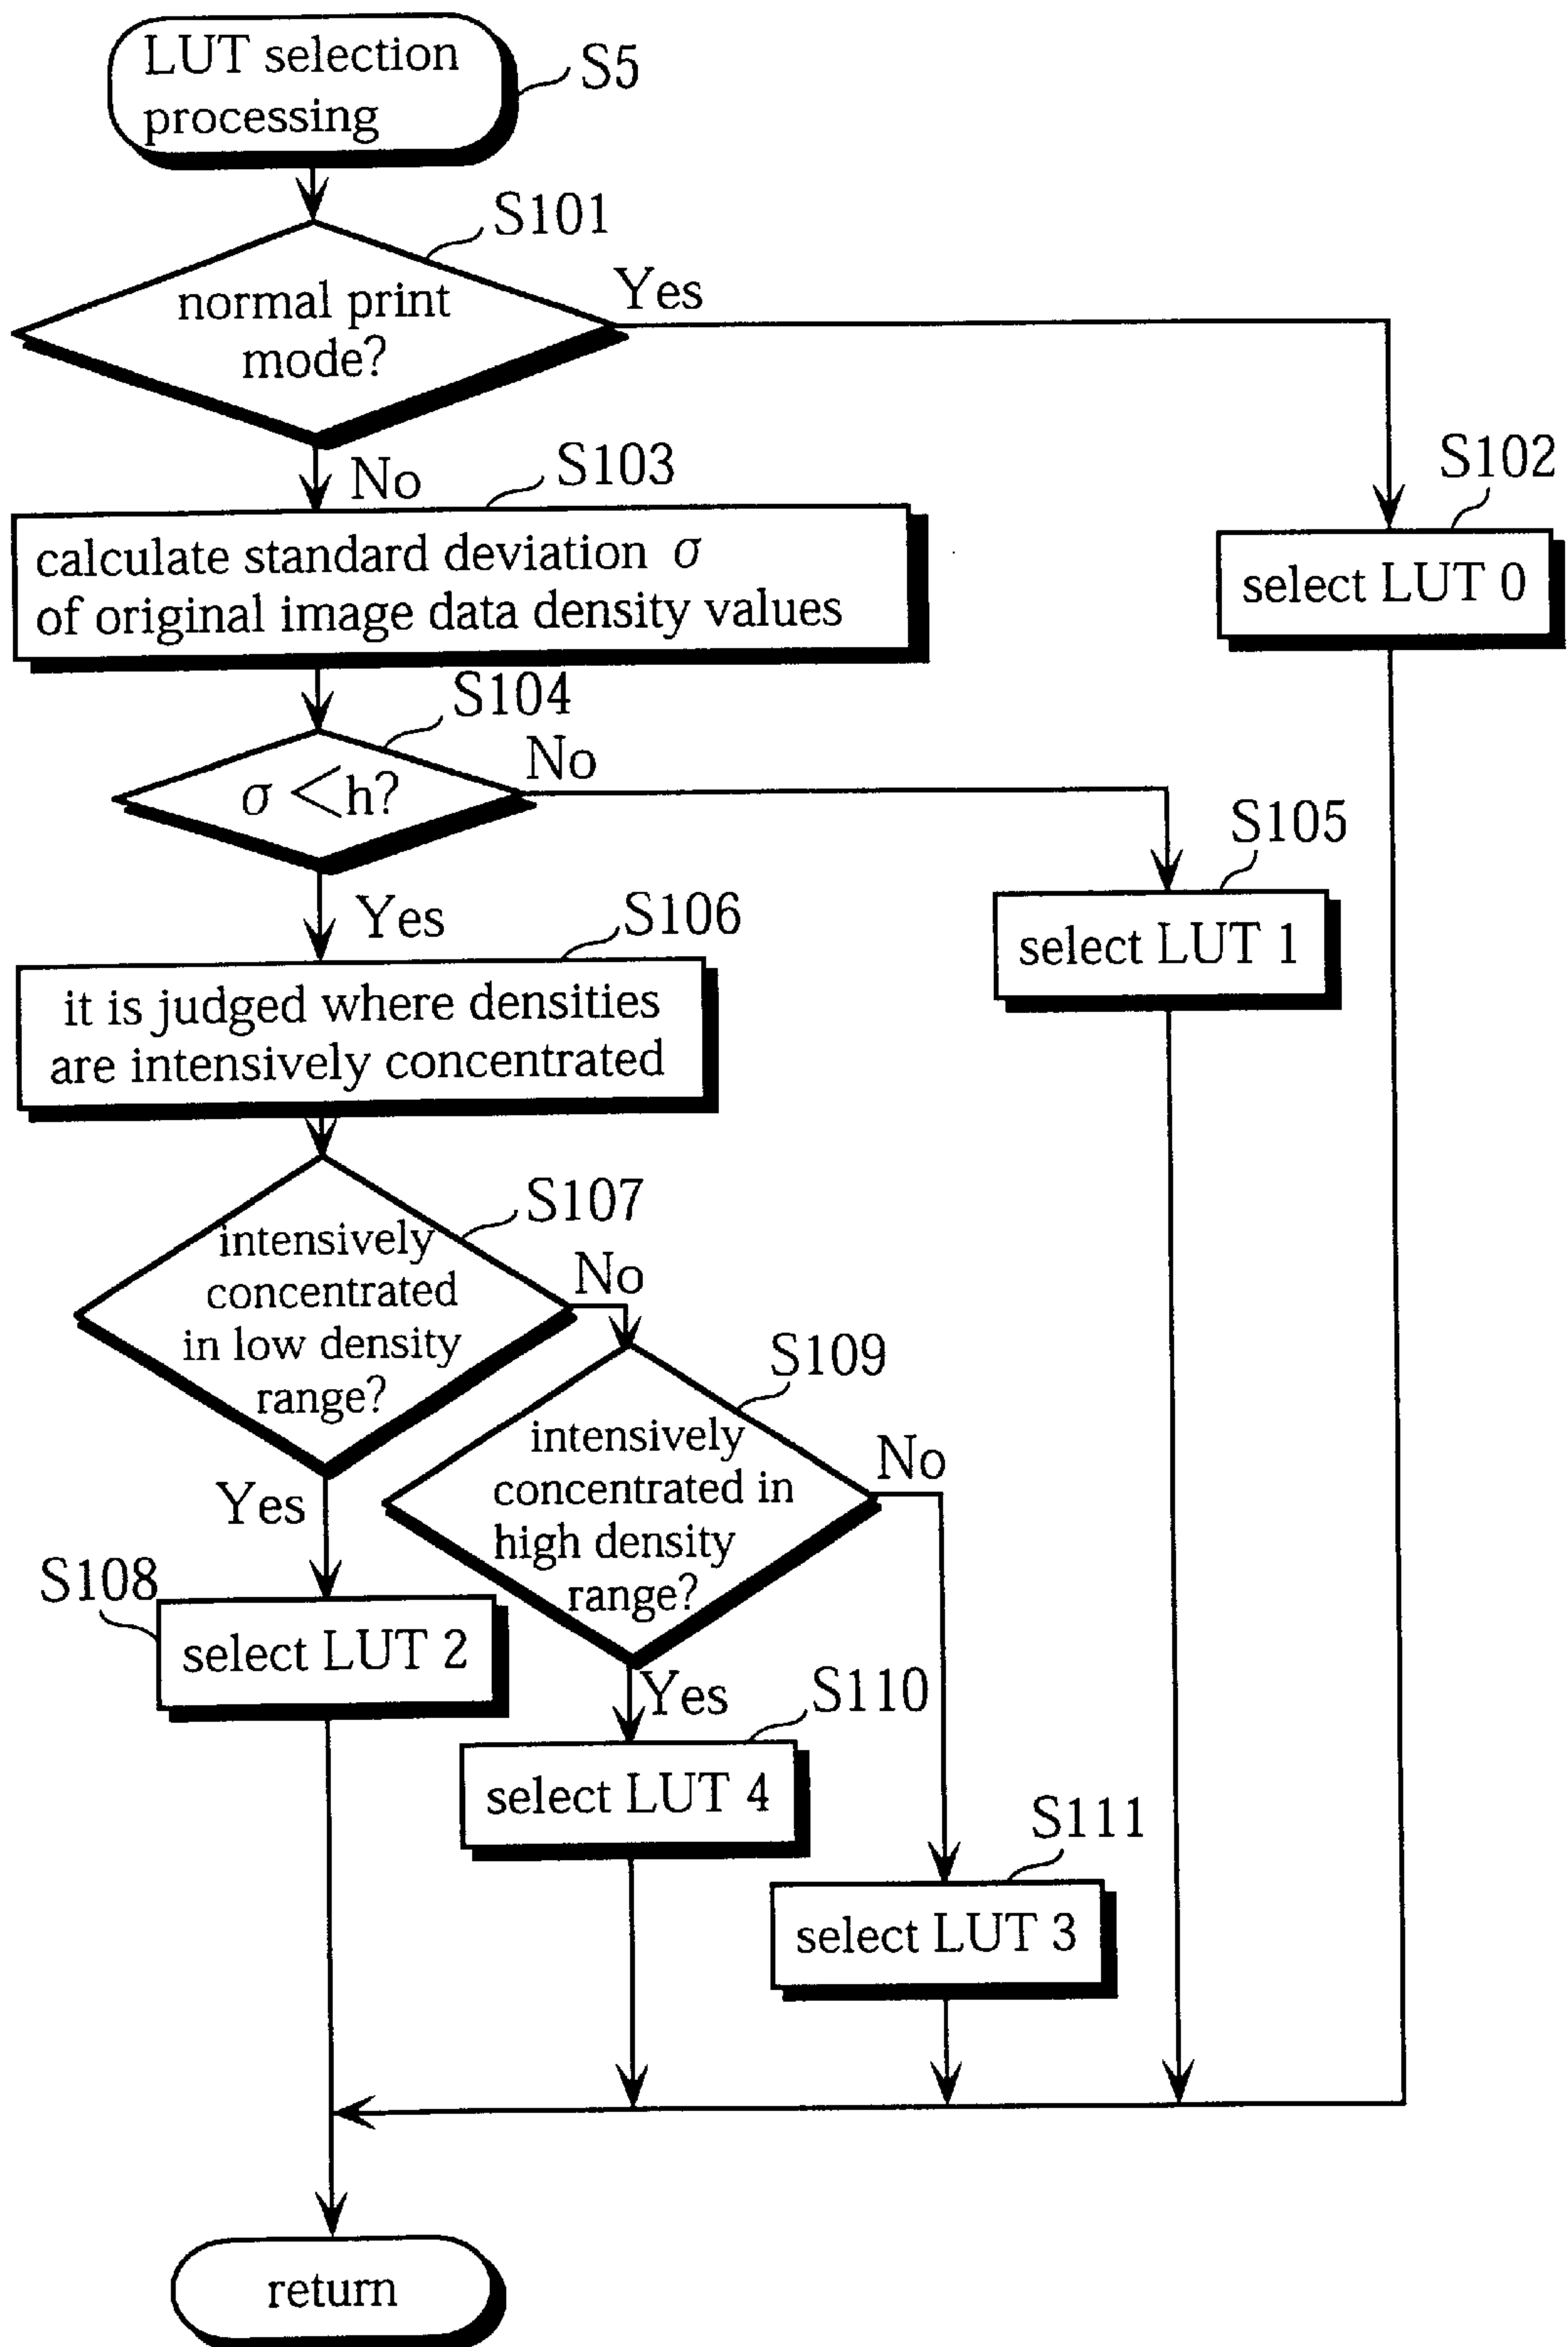 LUT selection
processing
S5
S101
normal print
mode?
Yes
No
S102
select LUT 0
S103
calculate standard deviation σ
of original image data density values
S104
σ <h?
No
Yes
S105
select LUT 1
S106
it is judged where densities
are intensively concentrated
S107
intensively
concentrated
in low density
range?
No
Yes
S109
intensively
concentrated in
high density
range?
No
Yes
S108
select LUT 2
S110
select LUT 4
S111
select LUT 3
return